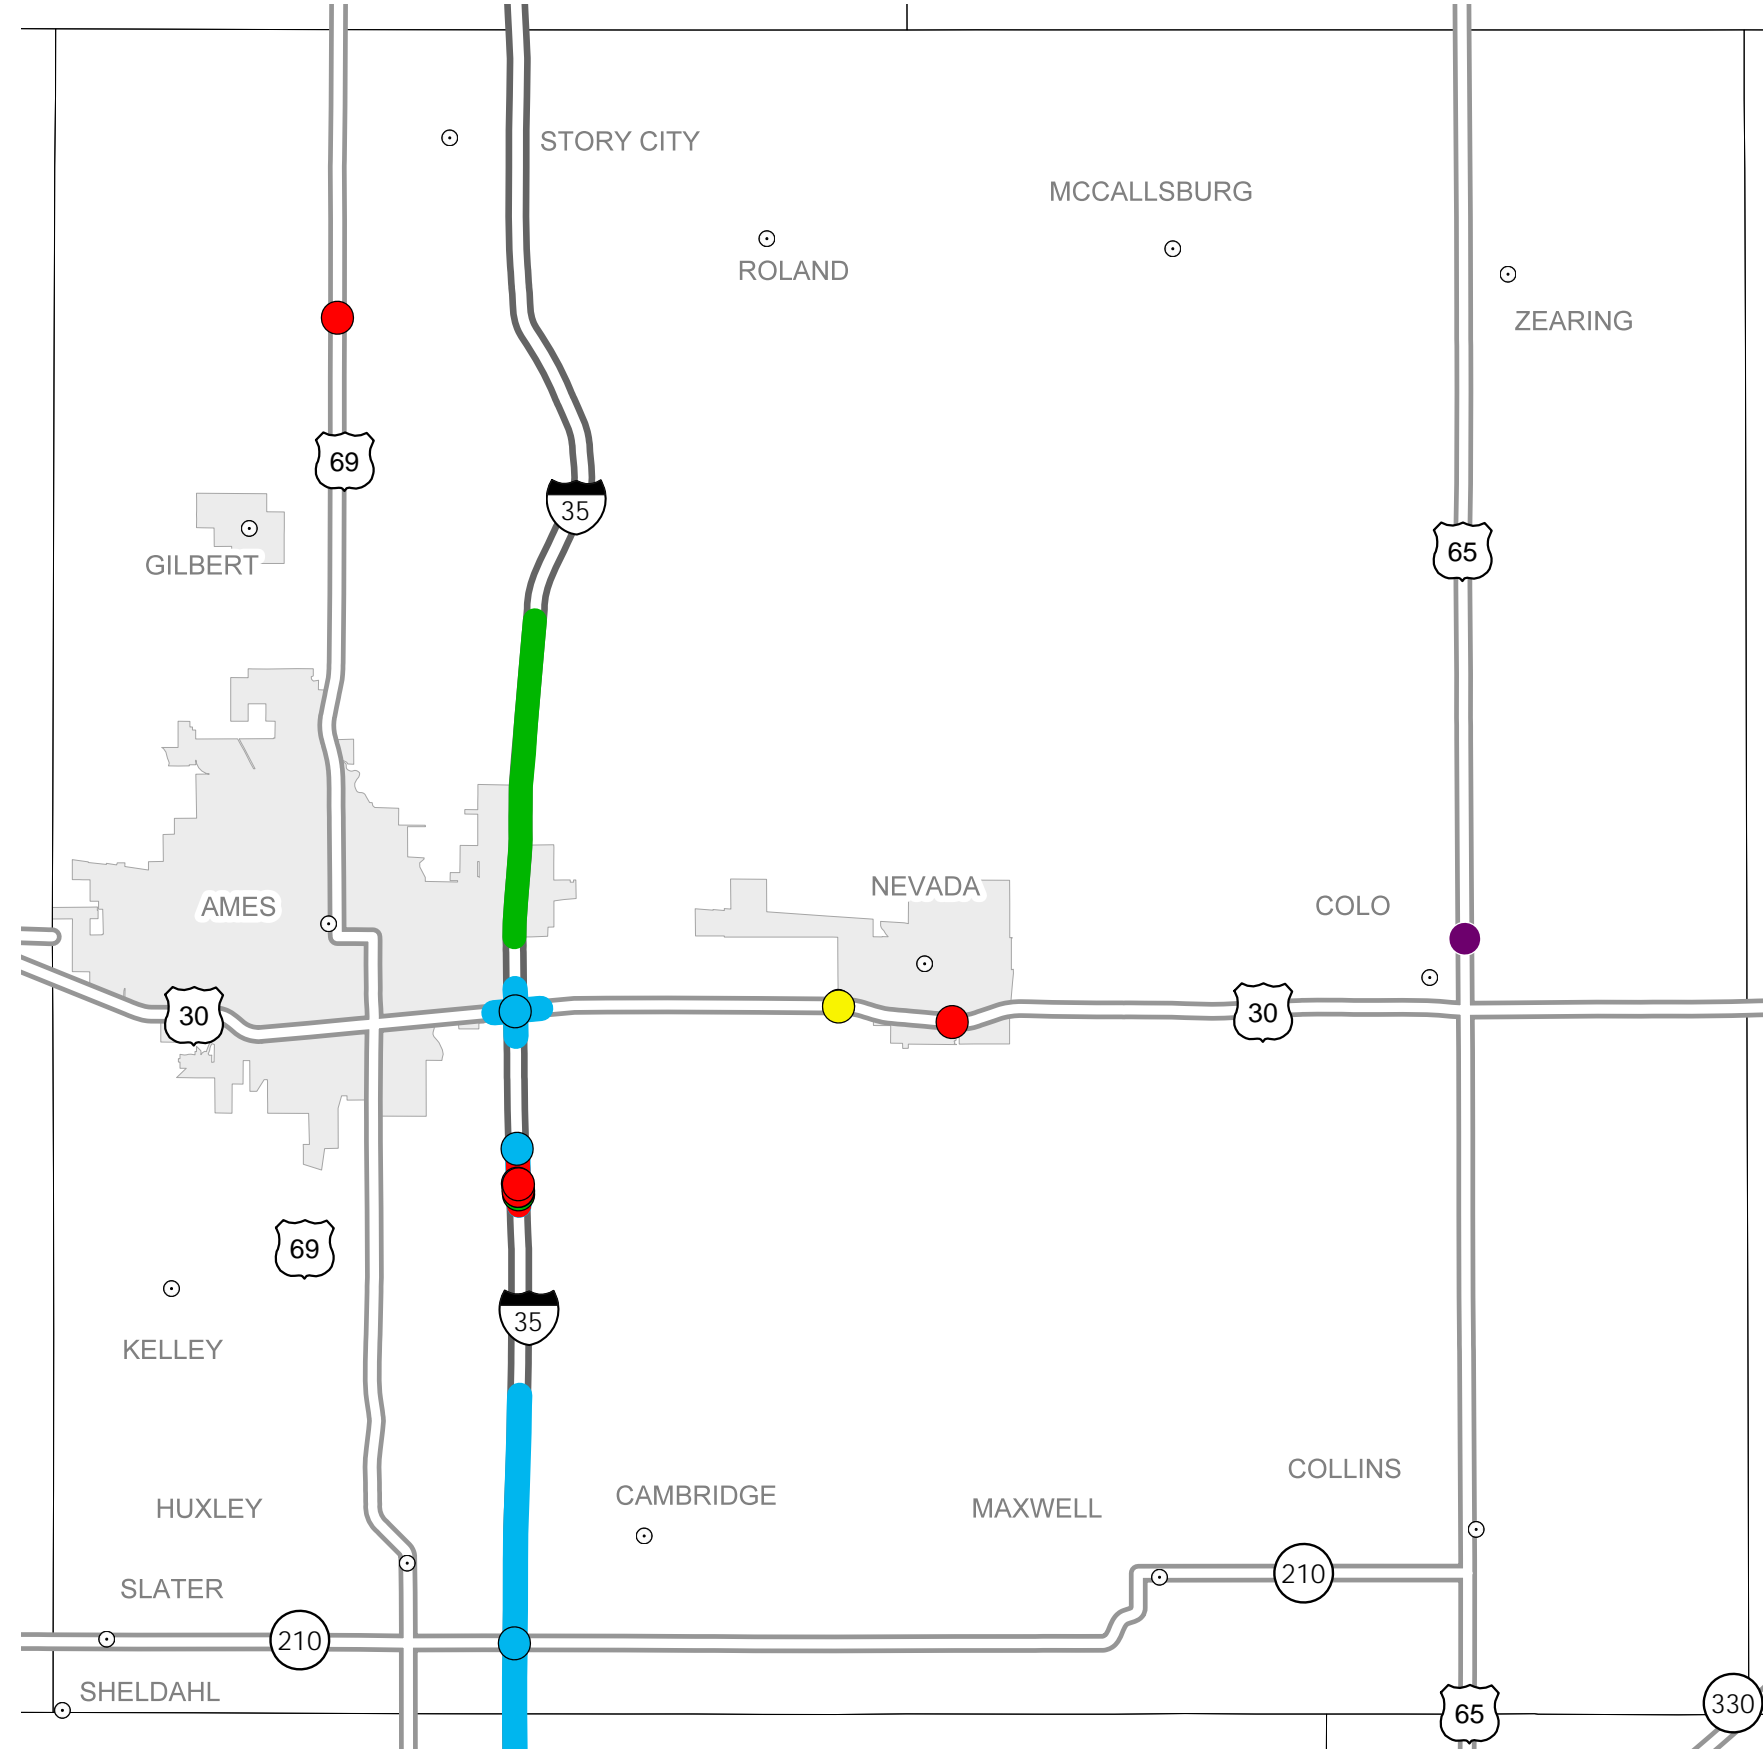 STORY CITY
MCCALLSBURG
ROLAND
ZEARING
69
35
65
GILBERT
NEVADA
AMES
COLO
30
30
69
35
KELLEY
COLLINS
CAMBRIDGE
HUXLEY
MAXWELL
210
SLATER
210
SHELDAHL
330
65